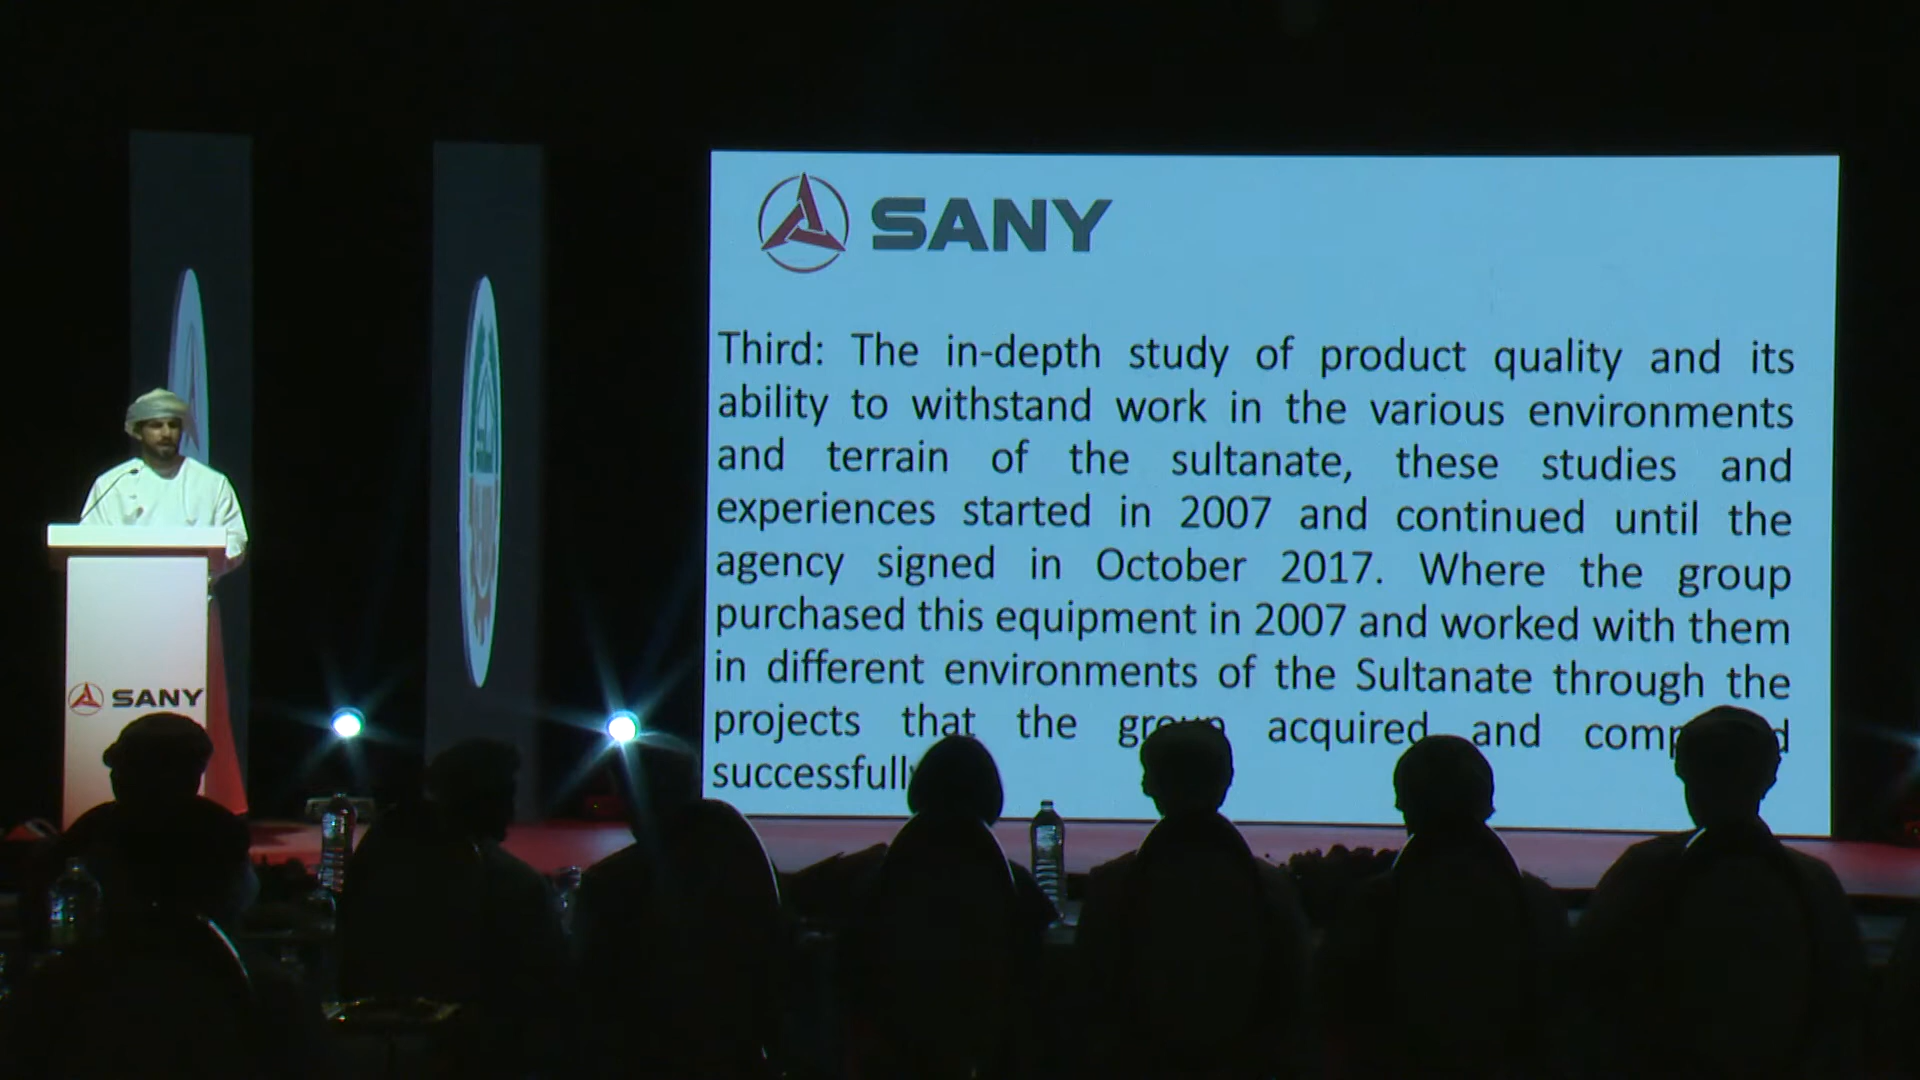 SANY
Third: The in-depth study of product quality and its
ability to withstand work in the various environments
and terrain of the sultanate, these studies and
experiences started in 2007 and continued until the
agency signed in October 2017. Where the group
purchased this equipment in 2007 and worked with them
in different environments of the Sultanate through the
projects that the group acquired and
SANY